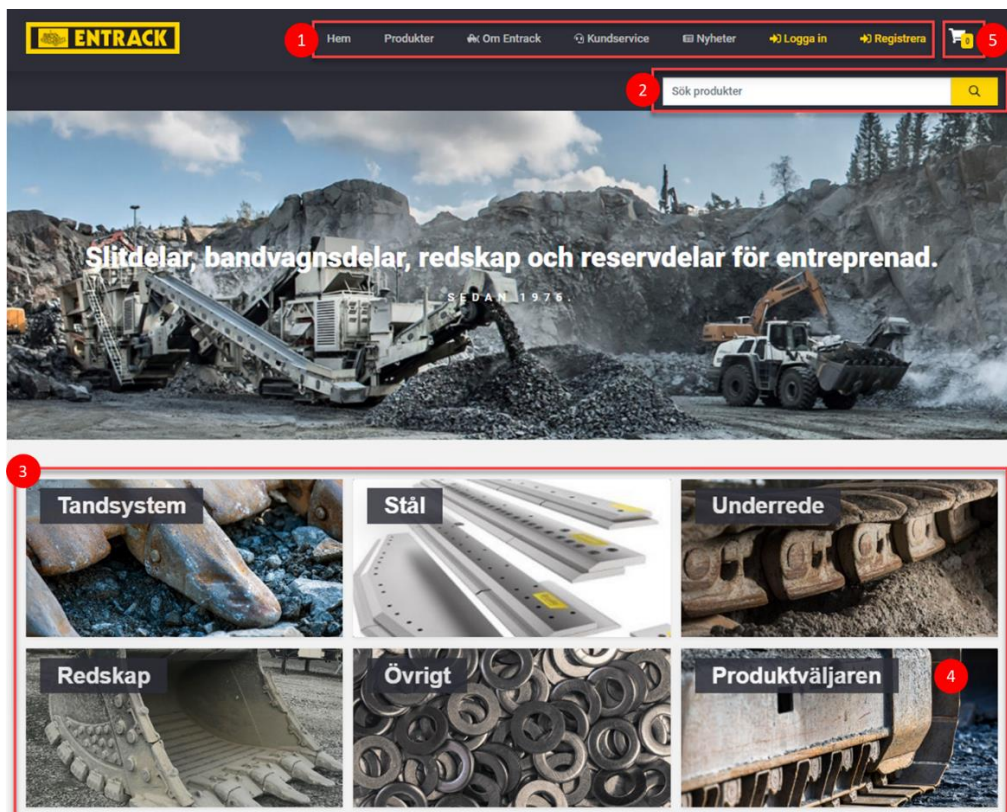 ENTRACK
1 Hem Produkter Om Entrack Kundservice Nyheter Logga in Registrera 0 5
2 Sök produkter
Slitdelar, bandvagnsdelar, redskap och reservdelar för entreprenad.
SEDAN 1976.
3
Tandsystem Stål Underrede
Redskap Övrigt Produktväljaren 4